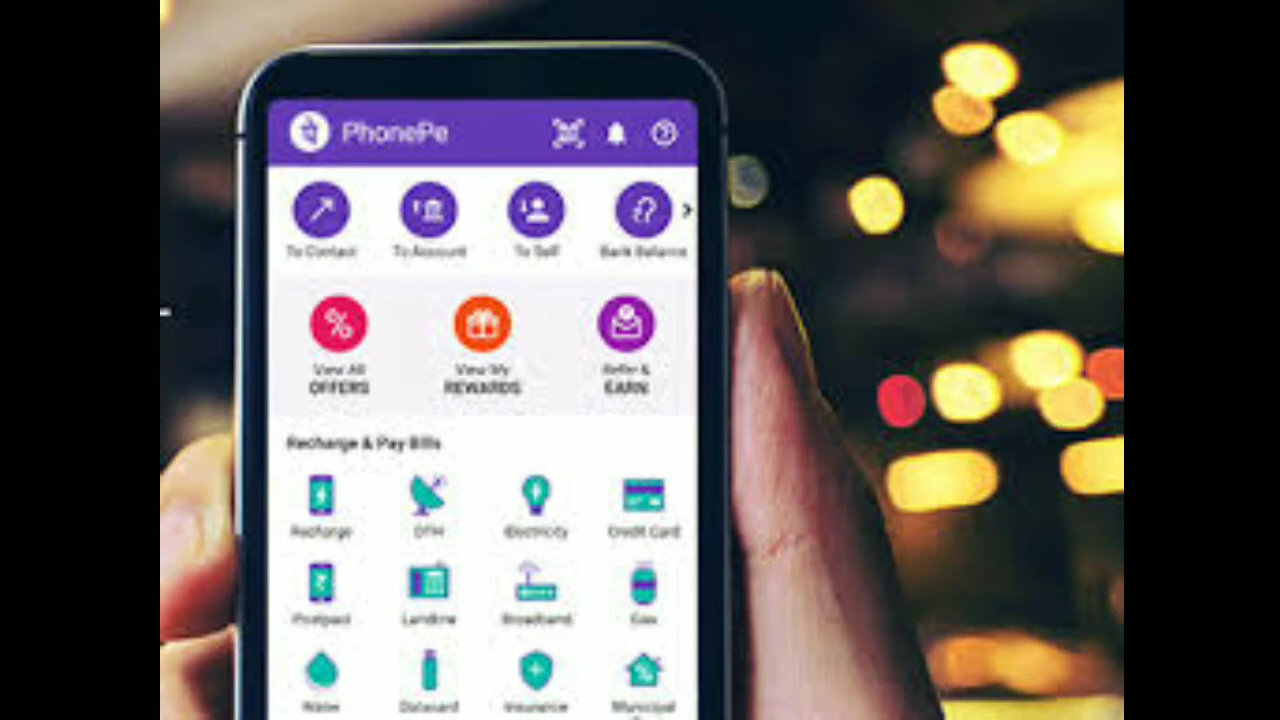 PhonePe
To Contact To Account To Self Bank Balance
View All View My Refer &
OFFERS REWARDS EARN
Recharge & Pay Bills
Recharge DTH Electricity Credit Card
Postpaid Landline Broadband Gas
Water Datacard Insurance Municipal